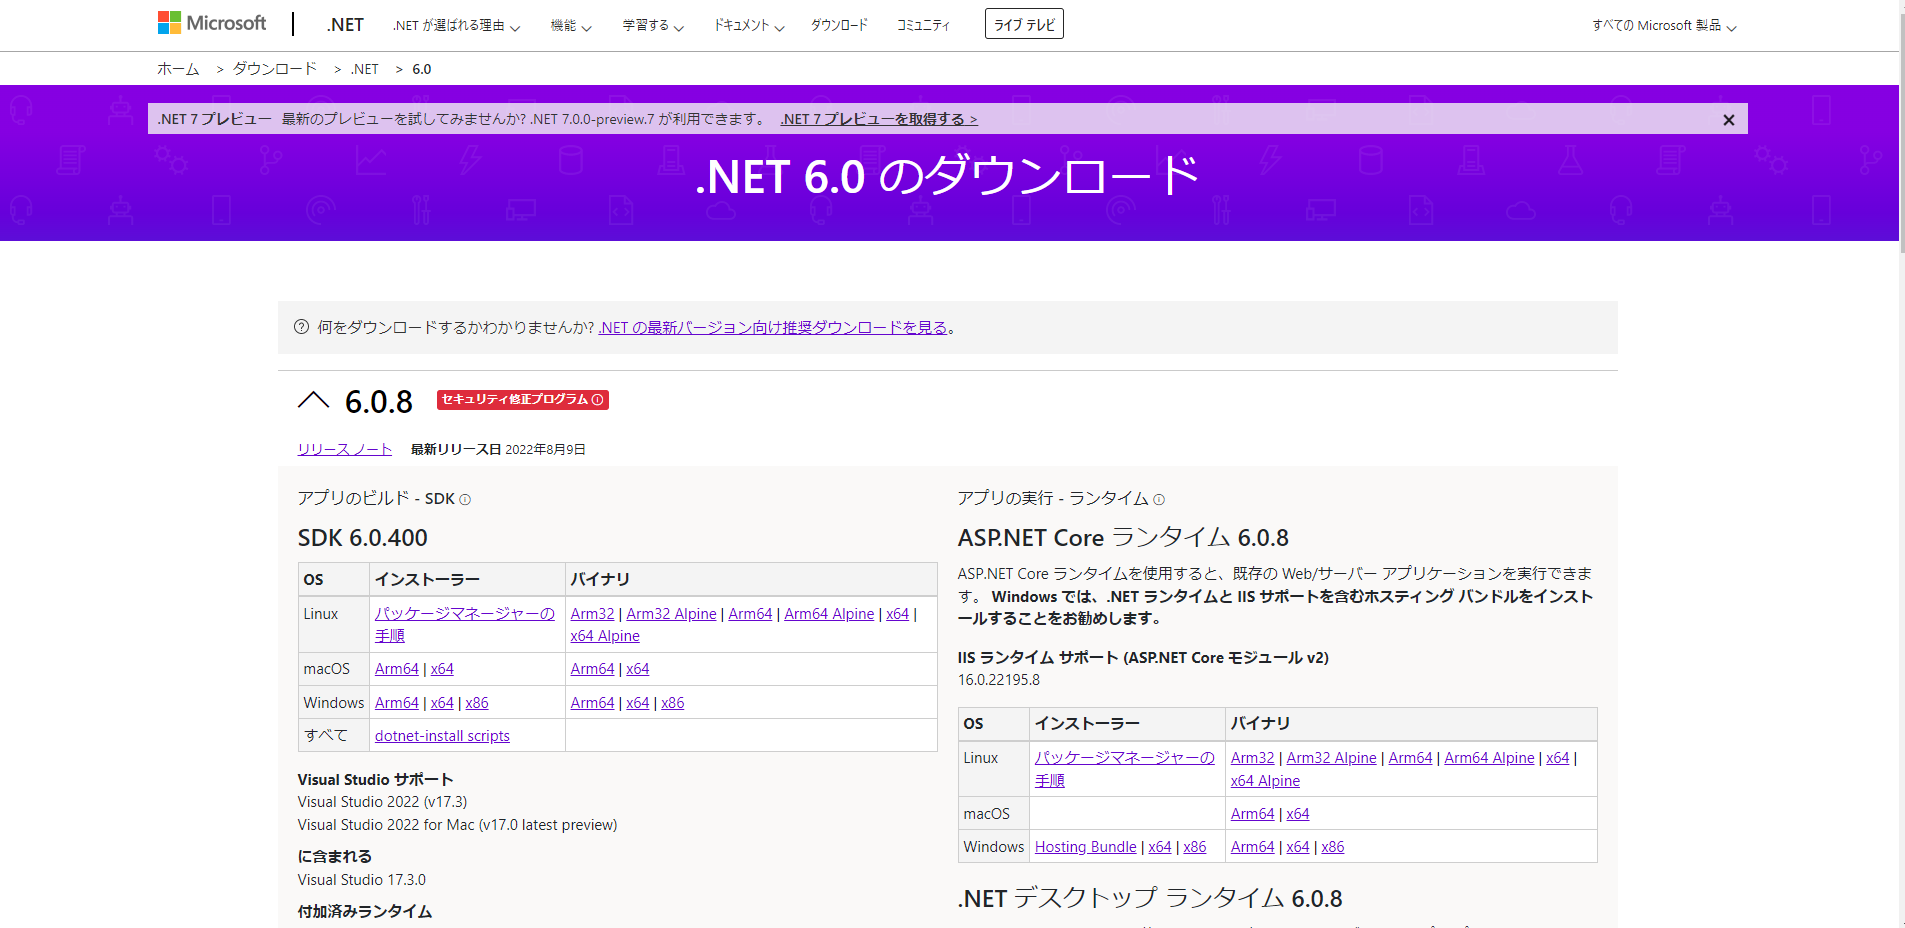 Microsoft .NET .NET が選ばれる理由 機能 学習する ドキュメント ダウンロード コミュニティ ライブ テレビ すべての Microsoft 製品
ホーム > ダウンロード > .NET > 6.0
.NET 7 プレビュー 最新のプレビューを試してみませんか? .NET 7.0.0-preview.7 が利用できます。 .NET 7 プレビューを取得する >
.NET 6.0 のダウンロード
何をダウンロードするかわかりませんか? .NET の最新バージョン向け推奨ダウンロードを見る。
6.0.8 セキュリティ修正プログラム
リリース ノート 最新リリース日 2022年8月9日
アプリのビルド - SDK
SDK 6.0.400
OS インストーラー バイナリ
Linux パッケージマネージャーの Arm32 | Arm32 Alpine | Arm64 | Arm64 Alpine | x64 |
手順 x64 Alpine
macOS Arm64 | x64 Arm64 | x64
Windows Arm64 | x64 | x86 Arm64 | x64 | x86
すべて dotnet-install scripts
Visual Studio サポート
Visual Studio 2022 (v17.3)
Visual Studio 2022 for Mac (v17.0 latest preview)
に含まれる
Visual Studio 17.3.0
付加済みランタイム
アプリの実行 - ランタイム
ASP.NET Core ランタイム 6.0.8
ASP.NET Core ランタイムを使用すると、既存の Web/サーバー アプリケーションを実行できま
す。 Windows では、.NET ランタイムと IIS サポートを含むホスティング バンドルをインスト
ールすることをお勧めします。
IIS ランタイム サポート (ASP.NET Core モジュール v2)
16.0.22195.8
OS インストーラー バイナリ
Linux パッケージマネージャーの Arm32 | Arm32 Alpine | Arm64 | Arm64 Alpine | x64 |
手順 x64 Alpine
macOS Arm64 | x64
Windows Hosting Bundle | x64 | x86 Arm64 | x64 | x86
.NET デスクトップ ランタイム 6.0.8